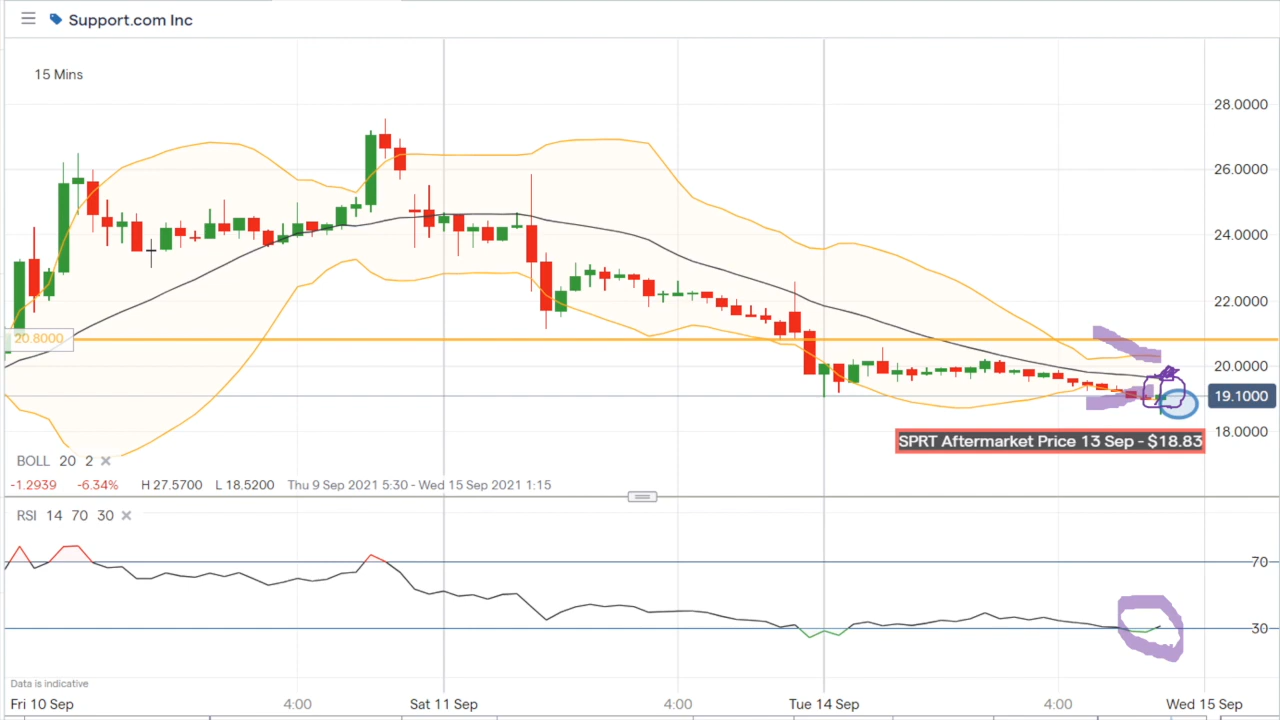 Support.com Inc
15 Mins
28.0000
26.0000
24.0000
22.0000
20.8000
20.0000
19.1000
18.0000
SPRT Aftermarket Price 13 Sep - $18.83
BOLL 20 2
-1.2939 -6.34% H 27.5700 L 18.5200 Thu 9 Sep 2021 5:30 - Wed 15 Sep 2021 1:15
RSI 14 70 30
70
30
Data is indicative
Fri 10 Sep 4:00 Sat 11 Sep 4:00 Tue 14 Sep 4:00 Wed 15 Sep